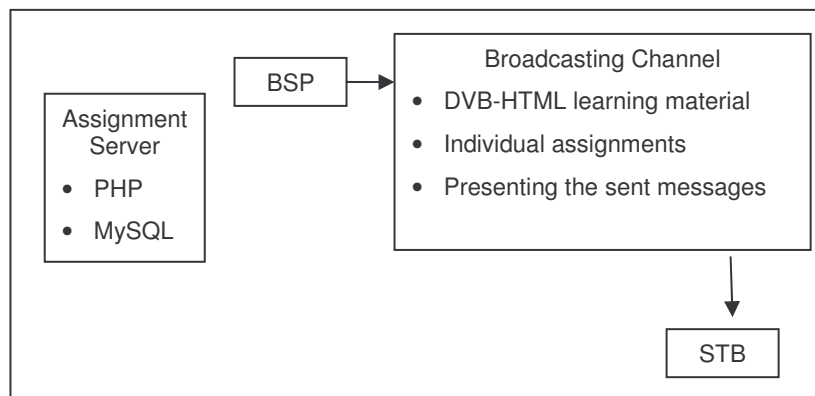 Assignment
Server
• PHP
• MySQL
BSP
Broadcasting Channel
• DVB-HTML learning material
• Individual assignments
• Presenting the sent messages
STB